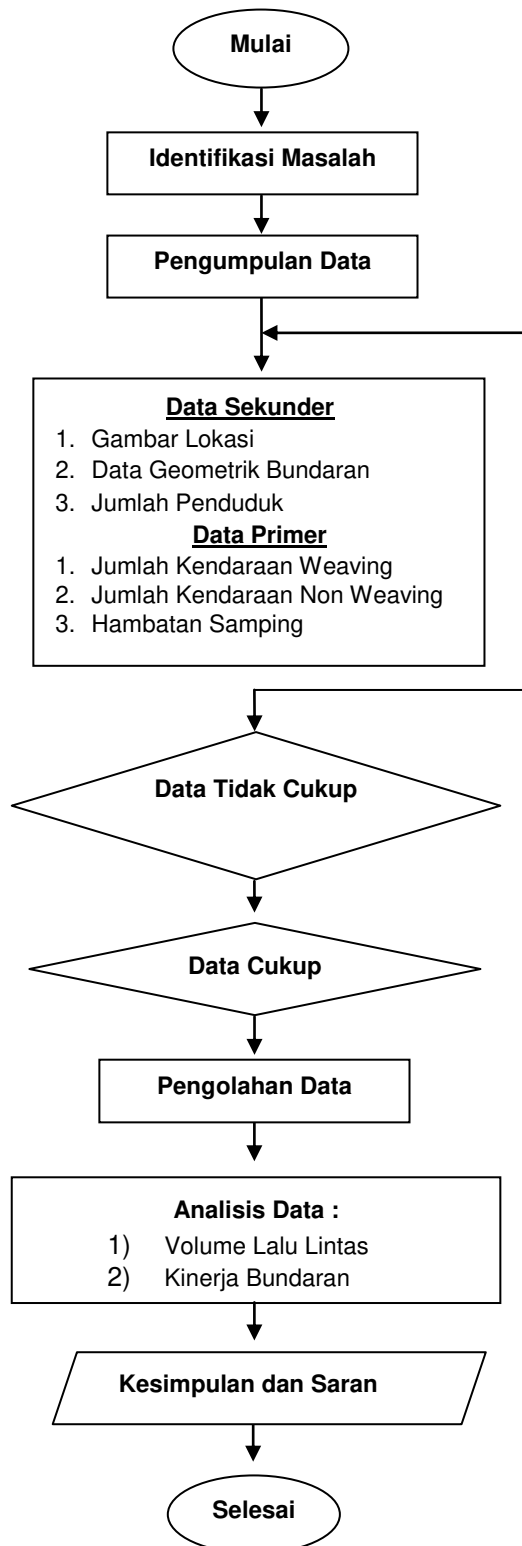 Mulai
Identifikasi Masalah
Pengumpulan Data
Data Sekunder
1. Gambar Lokasi
2. Data Geometrik Bundaran
3. Jumlah Penduduk
Data Primer
1. Jumlah Kendaraan Weaving
2. Jumlah Kendaraan Non Weaving
3. Hambatan Samping
Data Tidak Cukup
Data Cukup
Pengolahan Data
Analisis Data :
1) Volume Lalu Lintas
2) Kinerja Bundaran
Kesimpulan dan Saran
Selesai